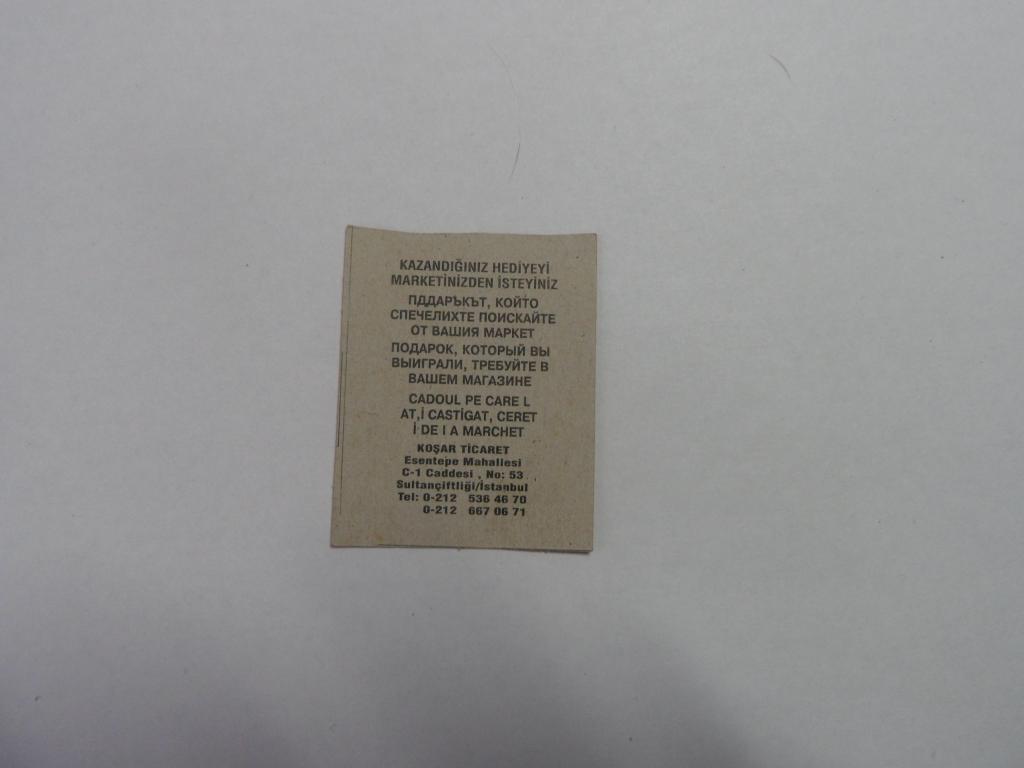 KAZANDIĞINIZ HEDİYEYİ
MARKETİNİZDEN İSTEYİNİZ
ПДДАРЪКЪТ, КОЙТО
СПЕЧЕЛИХТЕ ПОИСКАЙТЕ
ОТ ВАШИЯ МАРКЕТ
ПОДАРОК, КОТОРЫЙ ВЫ
ВЫИГРАЛИ, ТРЕБУЙТЕ В
ВАШЕМ МАГАЗИНЕ
CADOUL PE CARE L
AT,İ CASTİGAT, CERET
İ DE I A MARCHET
KOŞAR TİCARET
Esentepe Mahallesi
C-1 Caddesi , No: 53
Sultançiftliği/İstanbul
Tel: 0-212 536 46 70
0-212 667 06 71